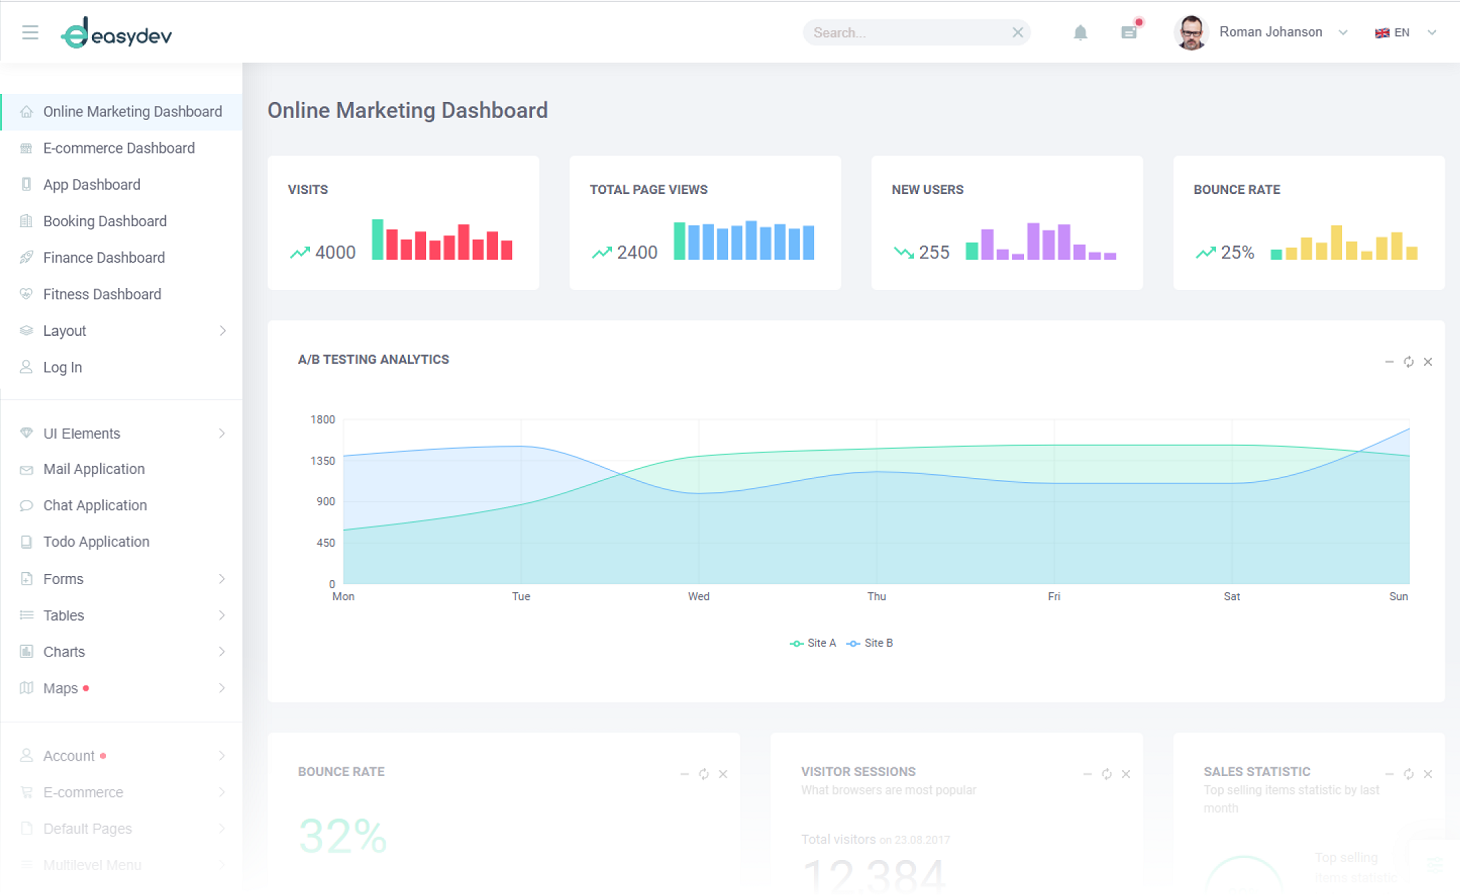 easydev
Search...
Roman Johanson
EN
Online Marketing Dashboard
E-commerce Dashboard
App Dashboard
Booking Dashboard
Finance Dashboard
Fitness Dashboard
Layout
Log In
UI Elements
Mail Application
Chat Application
Todo Application
Forms
Tables
Charts
Maps
Account
E-commerce
Default Pages
Multilevel Menu
Online Marketing Dashboard
VISITS
4000
TOTAL PAGE VIEWS
2400
NEW USERS
255
BOUNCE RATE
25%
A/B TESTING ANALYTICS
1800
1350
900
450
0
Mon Tue Wed Thu Fri Sat Sun
Site A Site B
BOUNCE RATE
32%
VISITOR SESSIONS
What browsers are most popular
Total visitors on 23.08.2017
12,384
SALES STATISTIC
Top selling items statistic by last
month
Top selling
items statistic